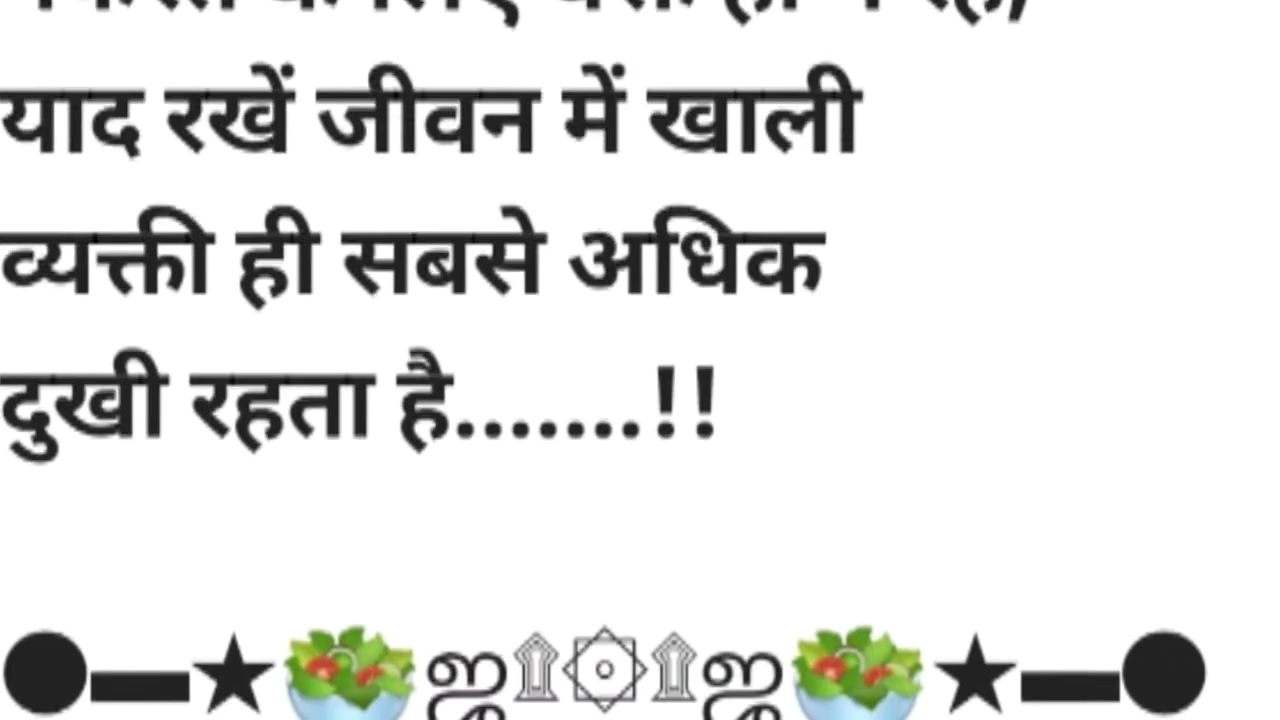 याद रखें जीवन में खाली
व्यक्ती ही सबसे अधिक
दुखी रहता है.......!!
●▬★🥗ஜ۩۞۩ஜ🥗★▬●